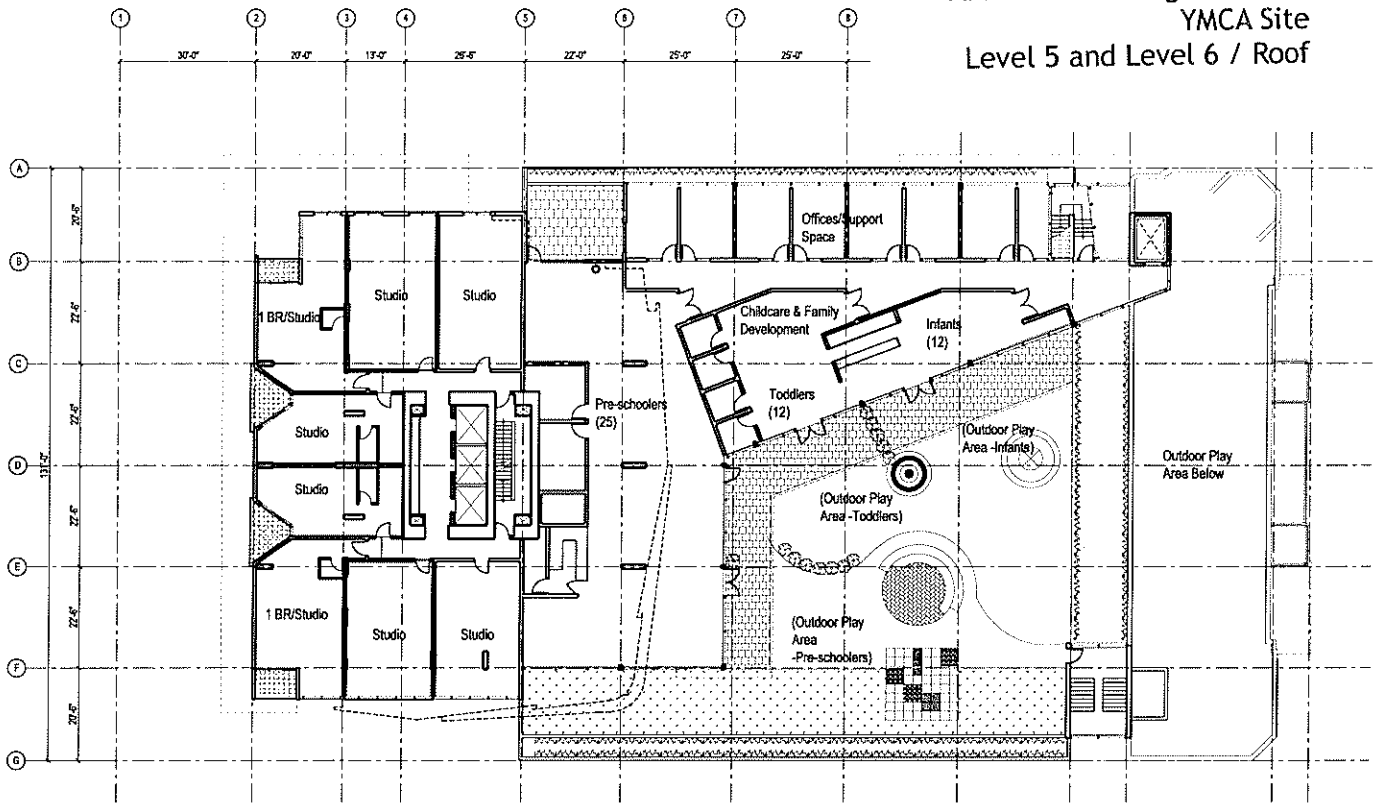 YMCA Site
Level 5 and Level 6 / Roof
1
2
3
4
5
6
7
8
30'-0"
20'-0"
13'-0"
22'-0"
25'-0"
25'-0"
A
B
C
D
E
F
G
20'-6"
22'-6"
22'-6"
22'-6"
22'-6"
20'-6"
Offices/Support
Space
Studio
Studio
1 BR/Studio
Childcare & Family
Development
Infants
(12)
Toddlers
(12)
Pre-schoolers
(25)
Studio
Studio
(Outdoor Play
Area -Infants)
Outdoor Play
Area Below
(Outdoor Play
Area -Toddlers)
1 BR/Studio
Studio
Studio
(Outdoor Play
Area
-Pre-schoolers)